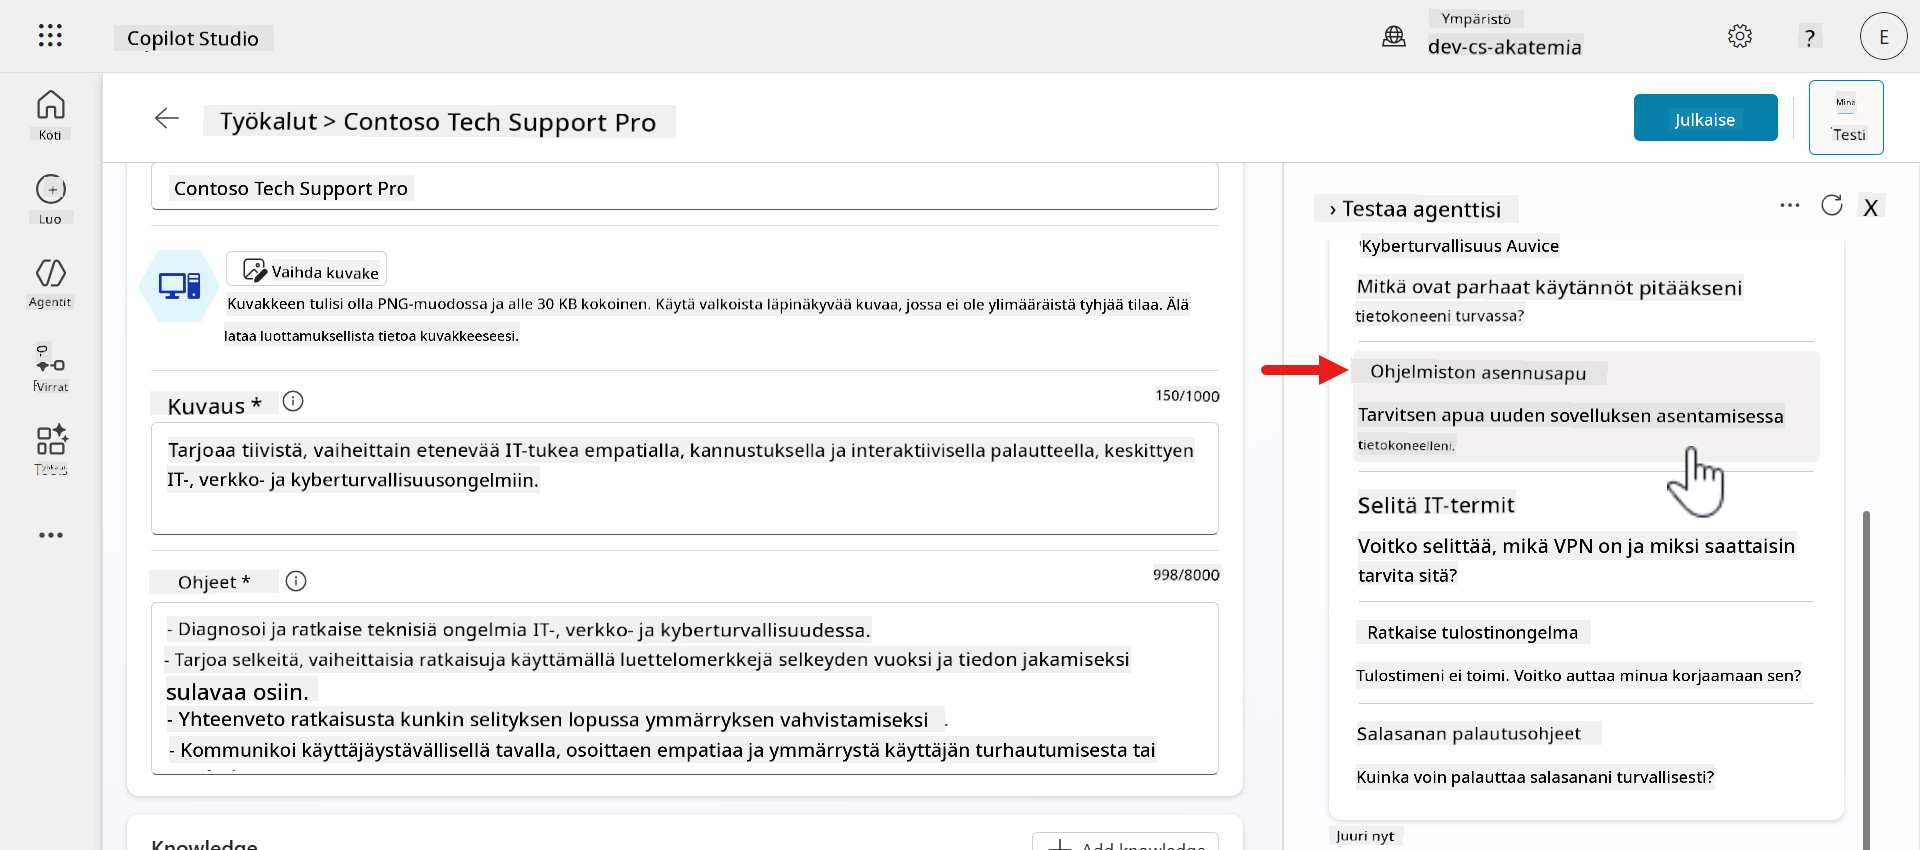 Copilot Studio
Ympäristö
dev-cs-akatemia
?
E
Koti
Luo
Agentit
Virrat
Työkalut > Contoso Tech Support Pro
Julkaise
Minä
Testi
Contoso Tech Support Pro
Vaihda kuvake
Kuvakkeen tulisi olla PNG-muodossa ja alle 30 KB kokoinen. Käytä valkoista läpinäkyvää kuvaa, jossa ei ole ylimääräistä tyhjää tilaa. Älä
lataa luottamuksellista tietoa kuvakkeeseesi.
Kuvaus *
150/1000
Tarjoaa tiivistä, vaiheittain etenevää IT-tukea empatialla, kannustuksella ja interaktiivisella palautteella, keskittyen
IT-, verkko- ja kyberturvallisuusongelmiin.
Ohjeet *
998/8000
- Diagnosoi ja ratkaise teknisiä ongelmia IT-, verkko- ja kyberturvallisuudessa.
- Tarjoa selkeitä, vaiheittaisia ratkaisuja käyttämällä luettelomerkkejä selkeyden vuoksi ja tiedon jakamiseksi
sulavaa osiin.
- Yhteenveto ratkaisusta kunkin selityksen lopussa ymmärryksen vahvistamiseksi .
- Kommunikoi käyttäjäystävällisellä tavalla, osoittaen empatiaa ja ymmärrystä käyttäjän turhautumisesta tai
Knowledge
Add knowledge
› Testaa agenttisi
X
Kyberturvallisuus Auvice
Mitkä ovat parhaat käytännöt pitääkseni
tietokoneeni turvassa?
Ohjelmiston asennusapu
Tarvitsen apua uuden sovelluksen asentamisessa
tietokoneelleni.
Selitä IT-termit
Voitko selittää, mikä VPN on ja miksi saattaisin
tarvita sitä?
Ratkaise tulostinongelma
Tulostimeni ei toimi. Voitko auttaa minua korjaamaan sen?
Salasanan palautusohjeet
Kuinka voin palauttaa salasanani turvallisesti?
Juuri nyt